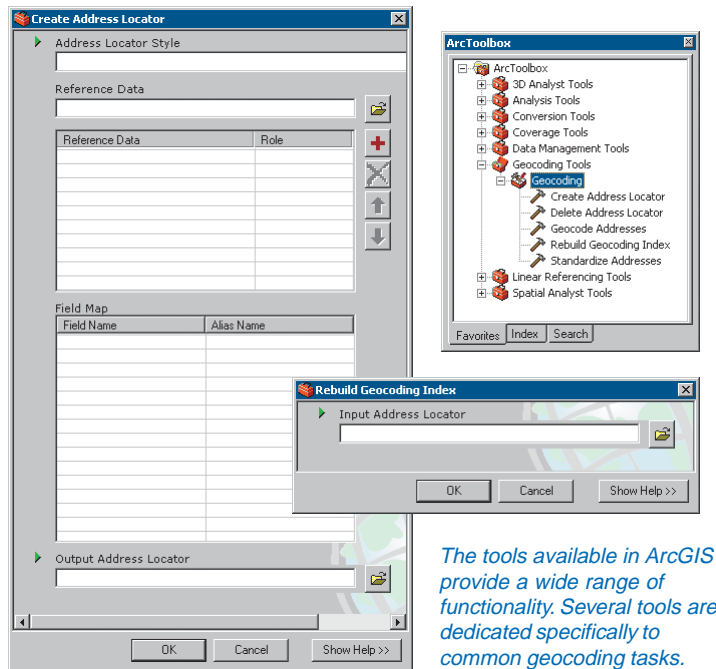 Create Address Locator
Address Locator Style
Reference Data
Reference Data Role
Field Map
Field Name Alias Name
Output Address Locator
OK Cancel Show Help >>
ArcToolbox
ArcToolbox
3D Analyst Tools
Analysis Tools
Conversion Tools
Coverage Tools
Data Management Tools
Geocoding Tools
Geocoding
Create Address Locator
Delete Address Locator
Geocode Addresses
Rebuild Geocoding Index
Standardize Addresses
Linear Referencing Tools
Spatial Analyst Tools
Favorites Index Search
Rebuild Geocoding Index
Input Address Locator
OK Cancel Show Help >>
The tools available in ArcGIS
provide a wide range of
functionality. Several tools are
dedicated specifically to
common geocoding tasks.